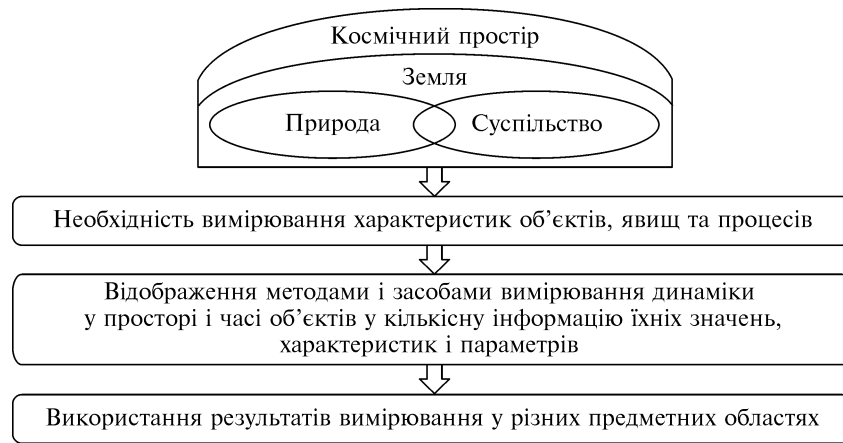 Космічний простір
Земля
Природа
Суспільство
Необхідність вимірювання характеристик об’єктів, явищ та процесів
Відображення методами і засобами вимірювання динаміки
у просторі і часі об’єктів у кількісну інформацію їхніх значень,
характеристик і параметрів
Використання результатів вимірювання у різних предметних областях